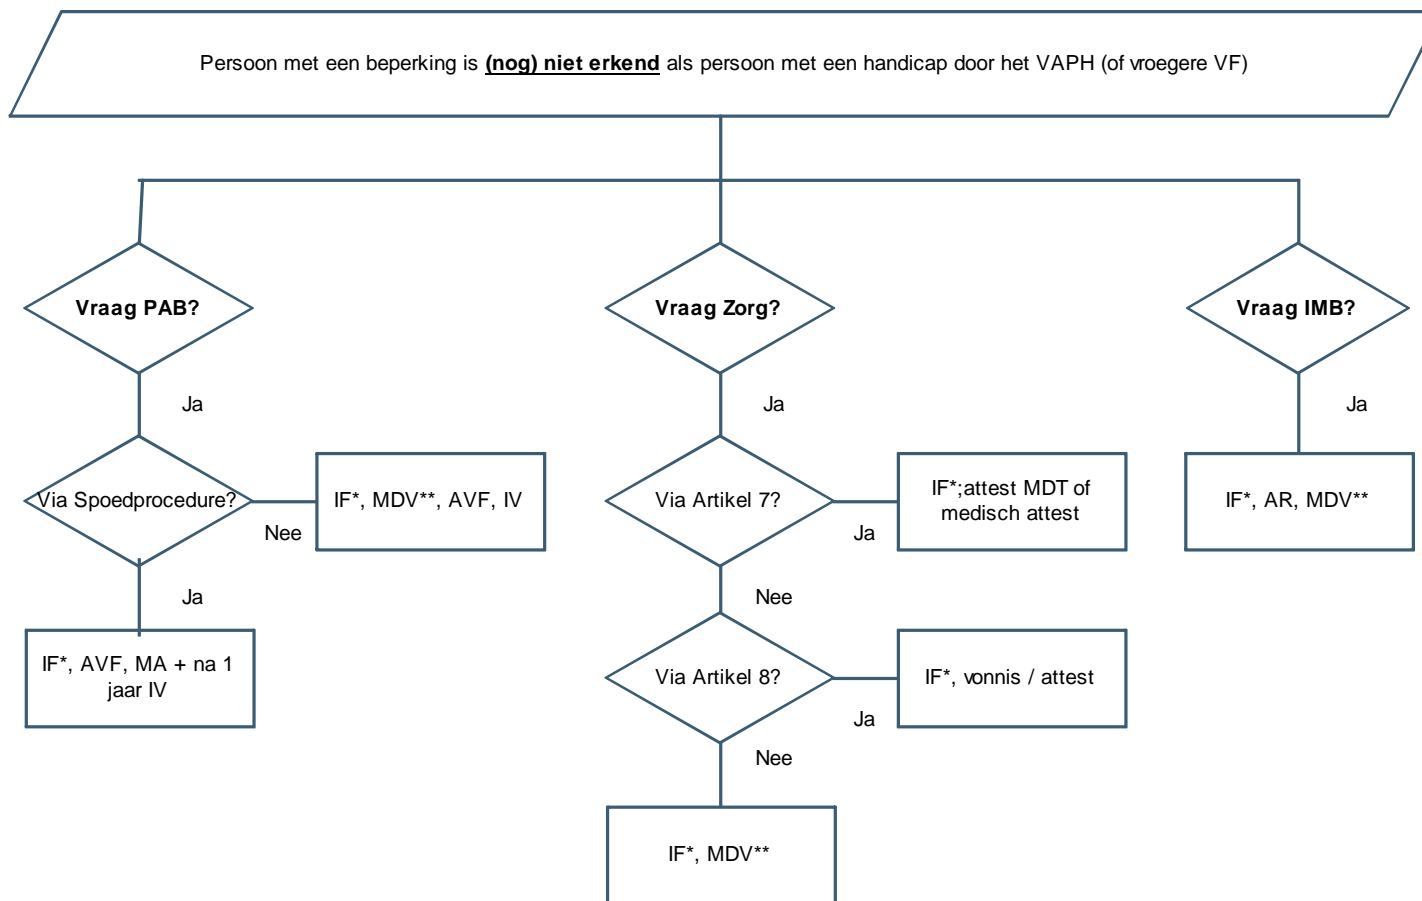 Persoon met een beperking is (nog) niet erkend als persoon met een handicap door het VAPH (of vroegere VF)
Vraag PAB?
Vraag Zorg?
Vraag IMB?
Ja
Ja
Ja
Via Spoedprocedure?
Nee
IF*, MDV**, AVF, IV
Via Artikel 7?
Ja
IF*;attest MDT of
medisch attest
IF*, AR, MDV**
Ja
Nee
IF*, AVF, MA + na 1
jaar IV
Via Artikel 8?
Ja
IF*, vonnis / attest
Nee
IF*, MDV**